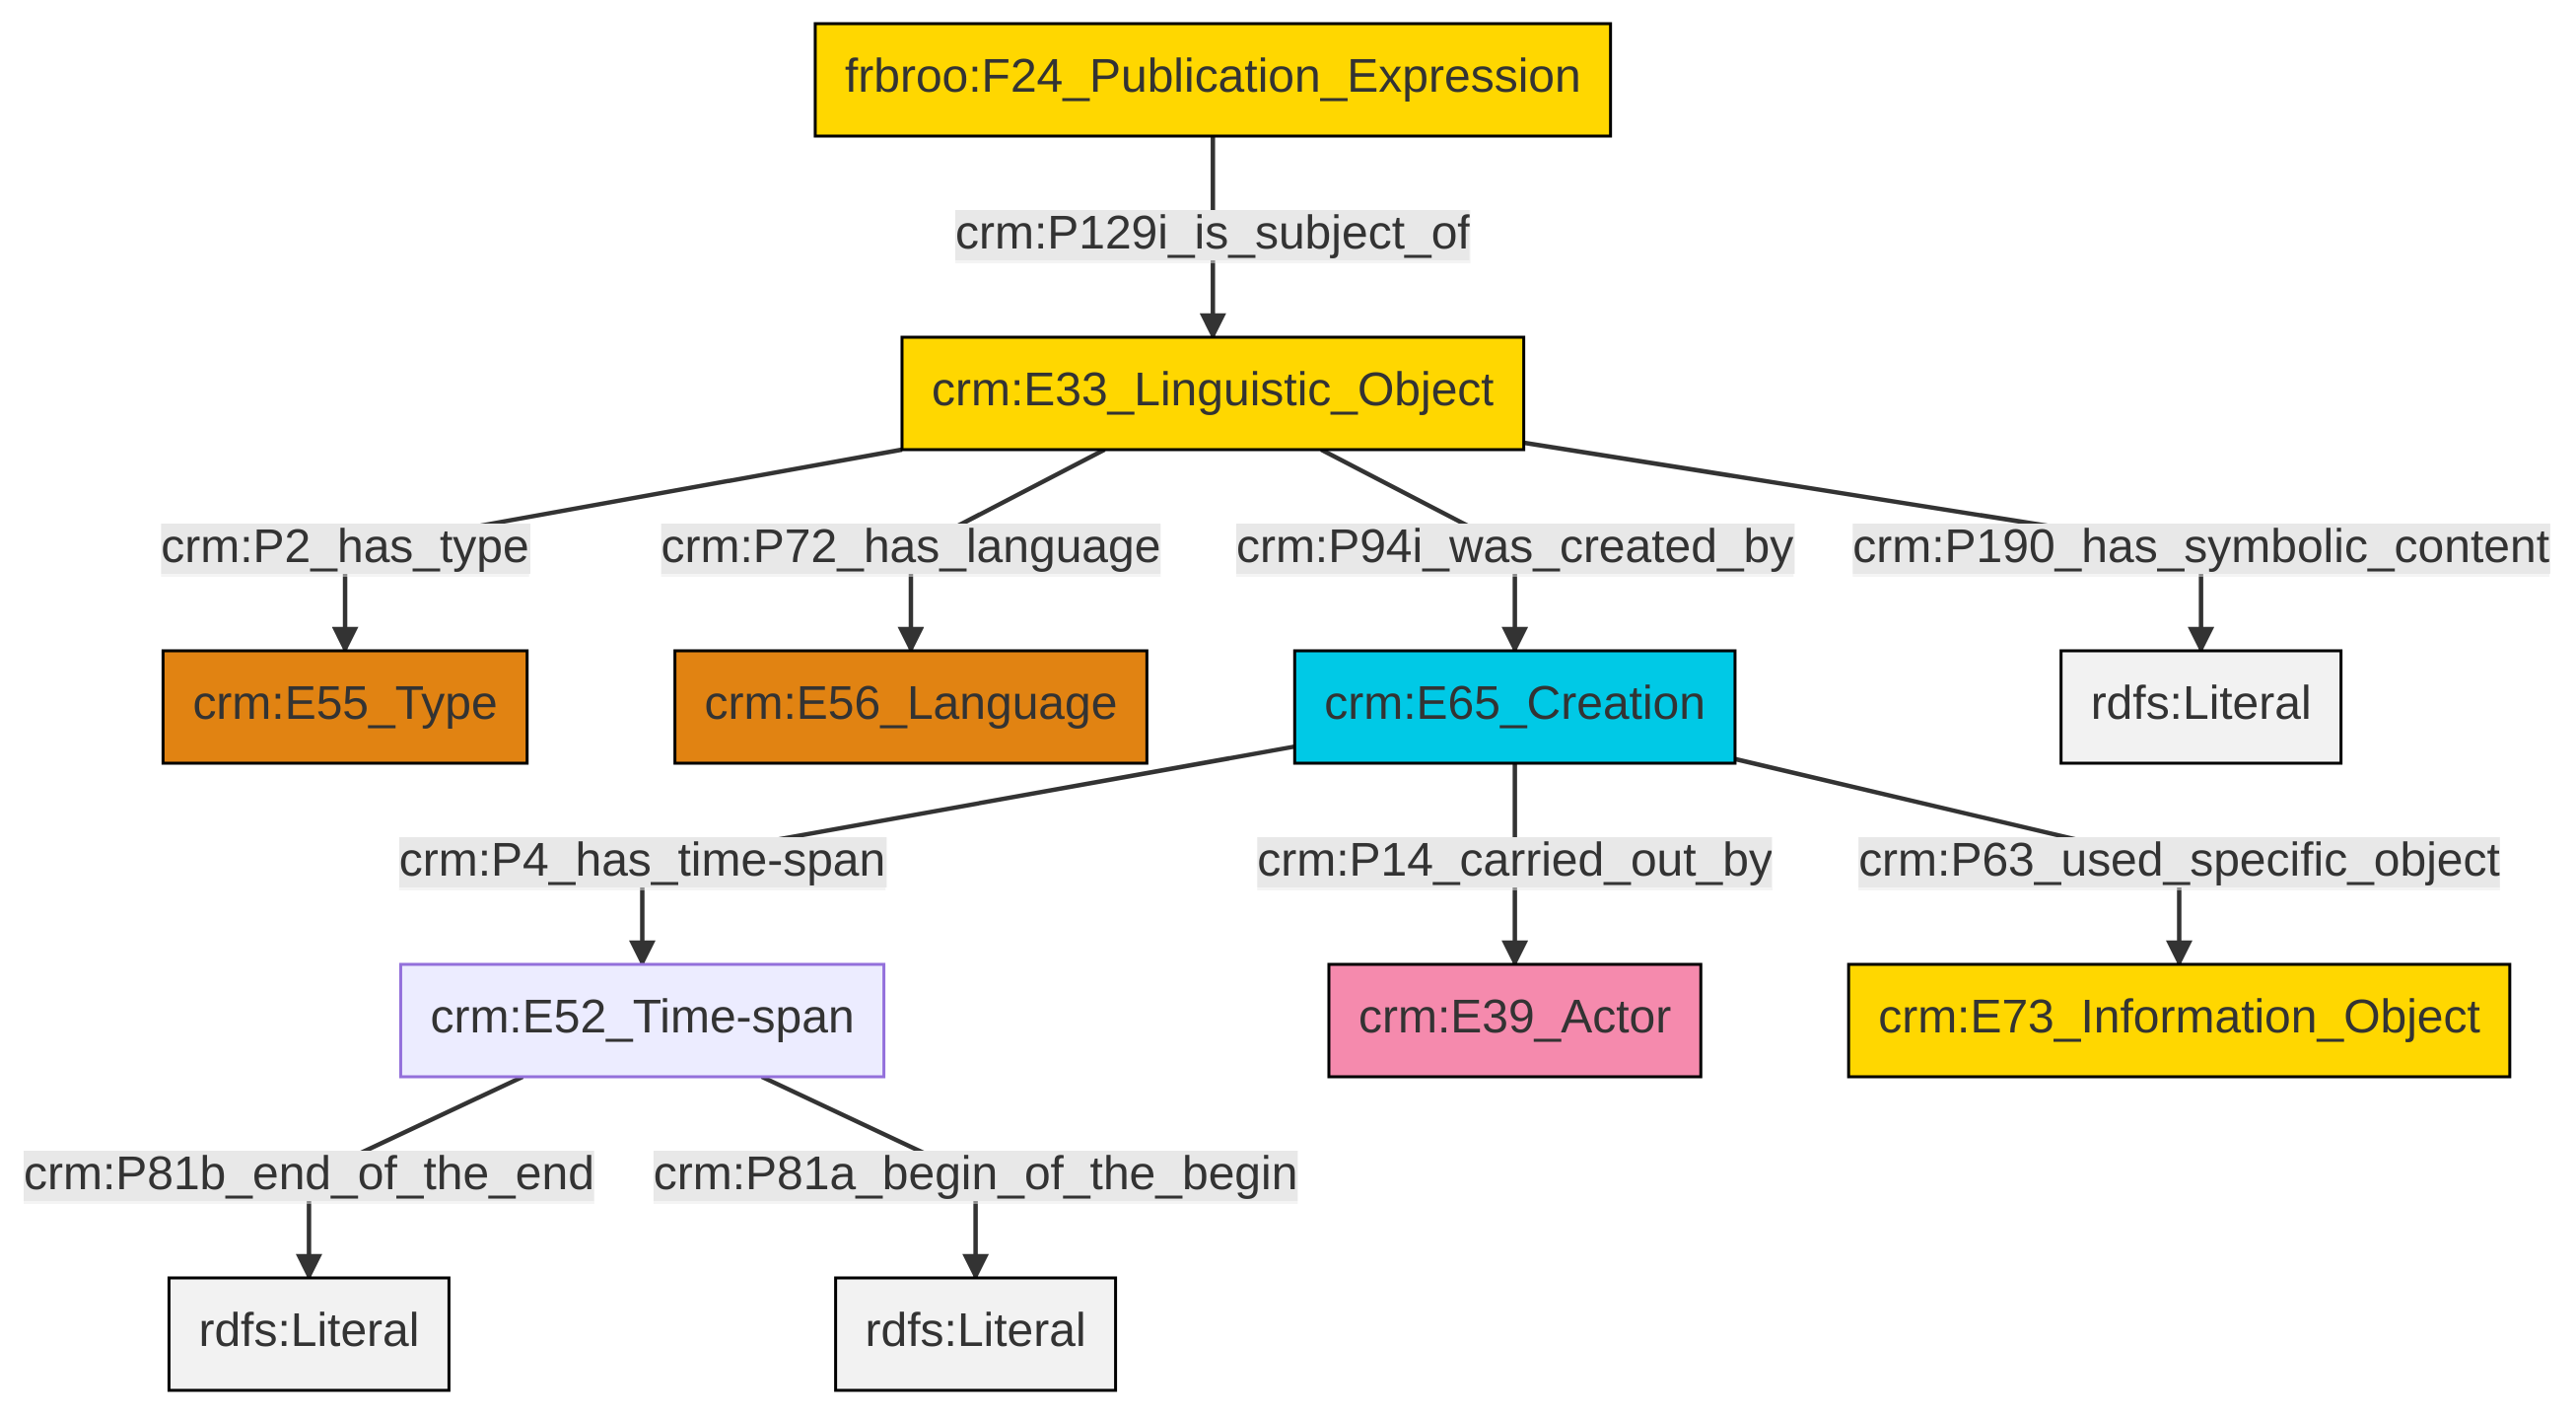 frbroo:F24_Publication_Expression
crm:P129i_is_subject_of
crm:E33_Linguistic_Object
crm:P2_has_type
crm:P72_has_language
crm:P94i_was_created_by
crm:P190_has_symbolic_content
crm:E55_Type
crm:E56_Language
crm:E65_Creation
rdfs:Literal
crm:P4_has_time-span
crm:P14_carried_out_by
crm:P63_used_specific_object
crm:E52_Time-span
crm:E39_Actor
crm:E73_Information_Object
crm:P81b_end_of_the_end
crm:P81a_begin_of_the_begin
rdfs:Literal
rdfs:Literal